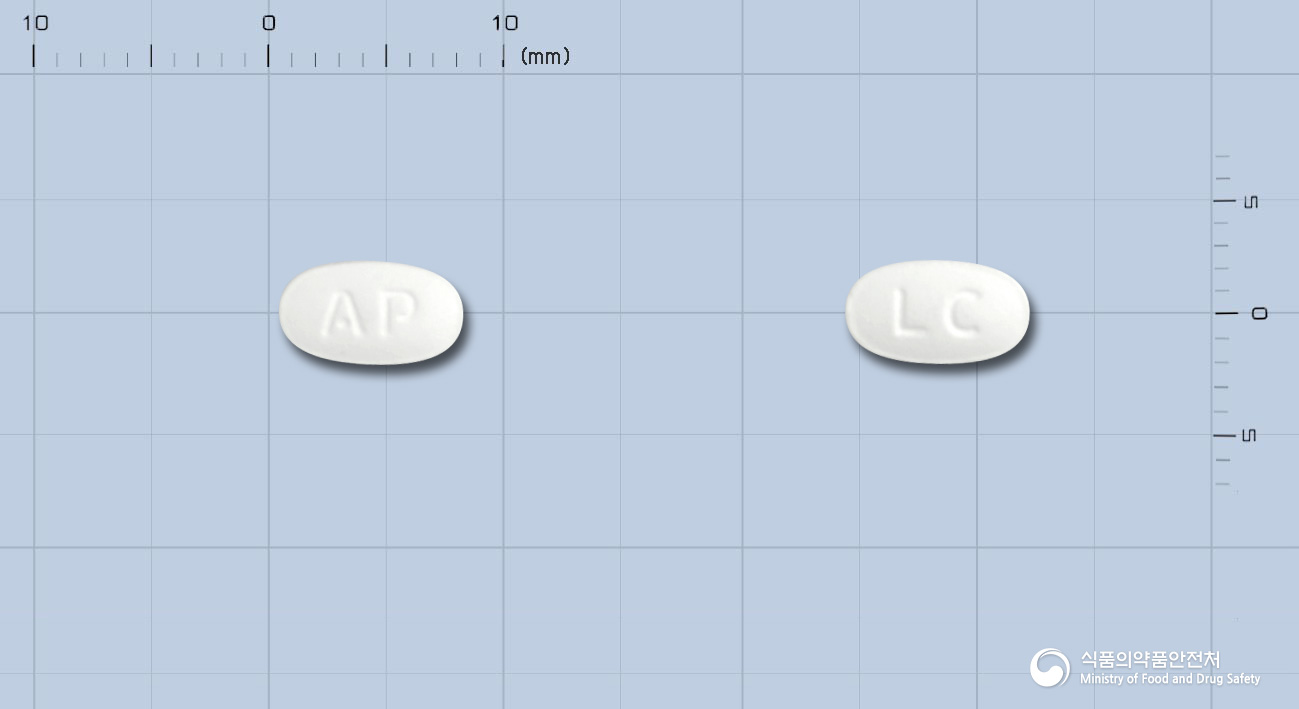 10 0 10
(mm)
AP
LC
5
0
5
식품의약품안전처
Ministry of Food and Drug Safety